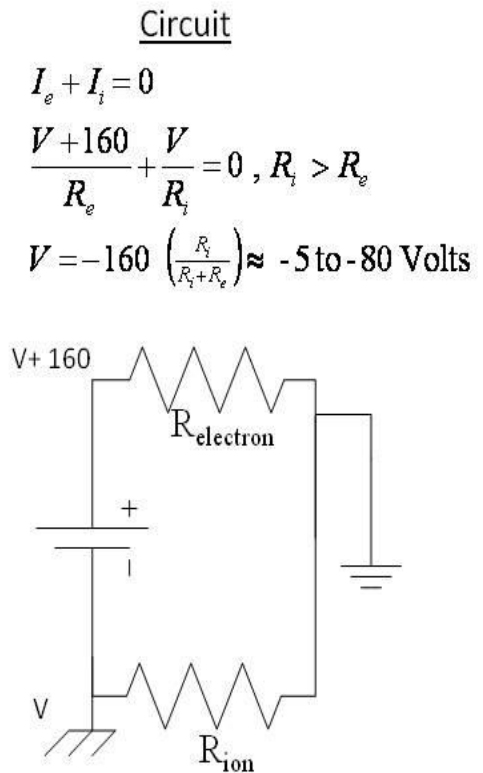 Circuit
I_e + I_i = 0
(V + 160)/R_e + V/R_i = 0 , R_i > R_e
V = -160 (R_i/(R_i+R_e)) ≈ -5 to -80 Volts
V+ 160
R_electron
+
I
V
R_ion